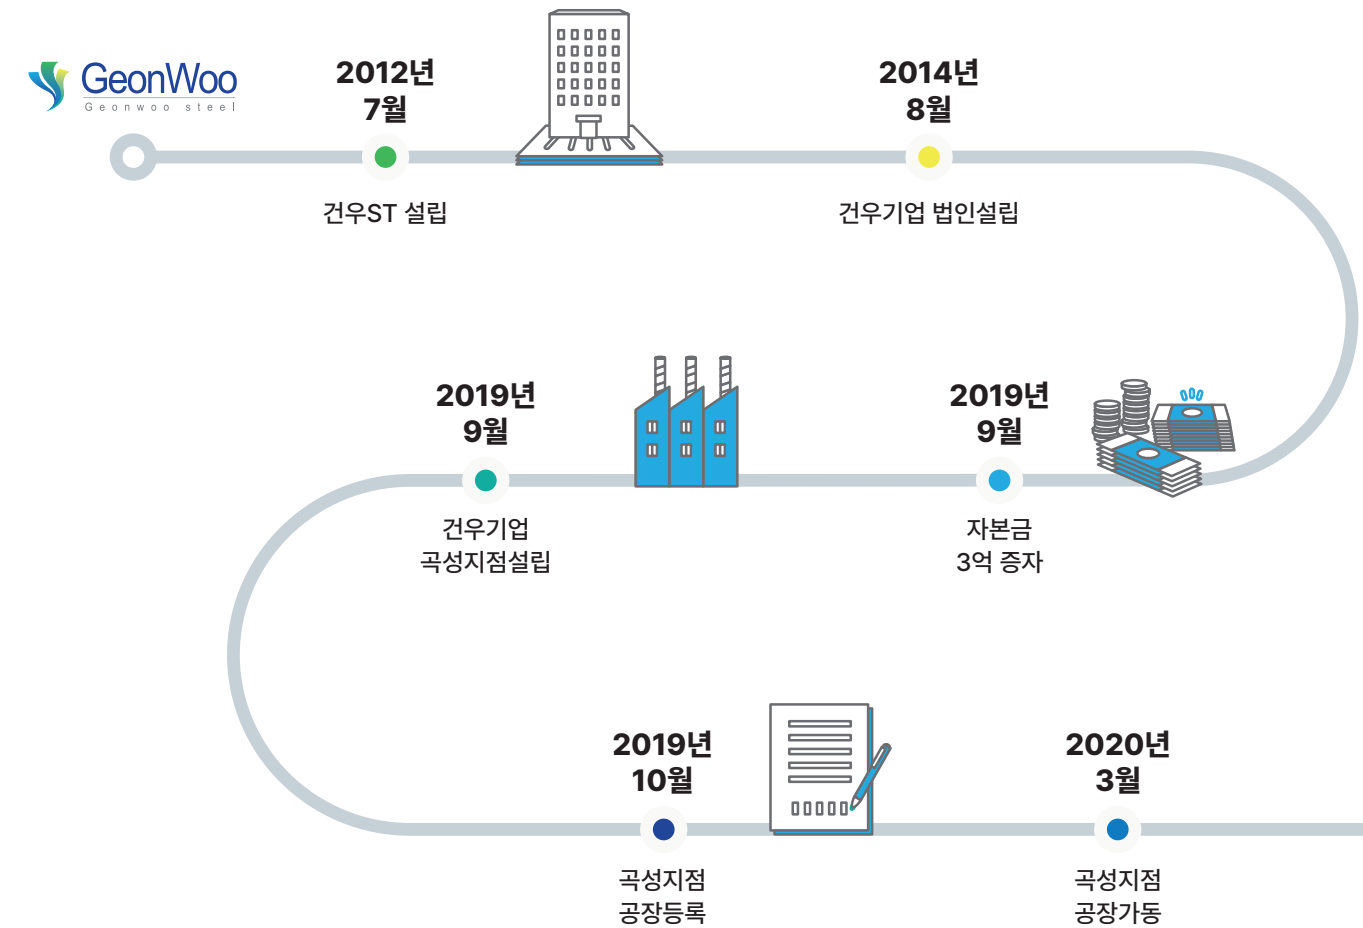 GeonWoo
Geonwoo steel
2012년
7월
건우ST 설립
2014년
8월
건우기업 법인설립
2019년
9월
자본금
3억 증자
2019년
9월
건우기업
곡성지점설립
2019년
10월
곡성지점
공장등록
2020년
3월
곡성지점
공장가동